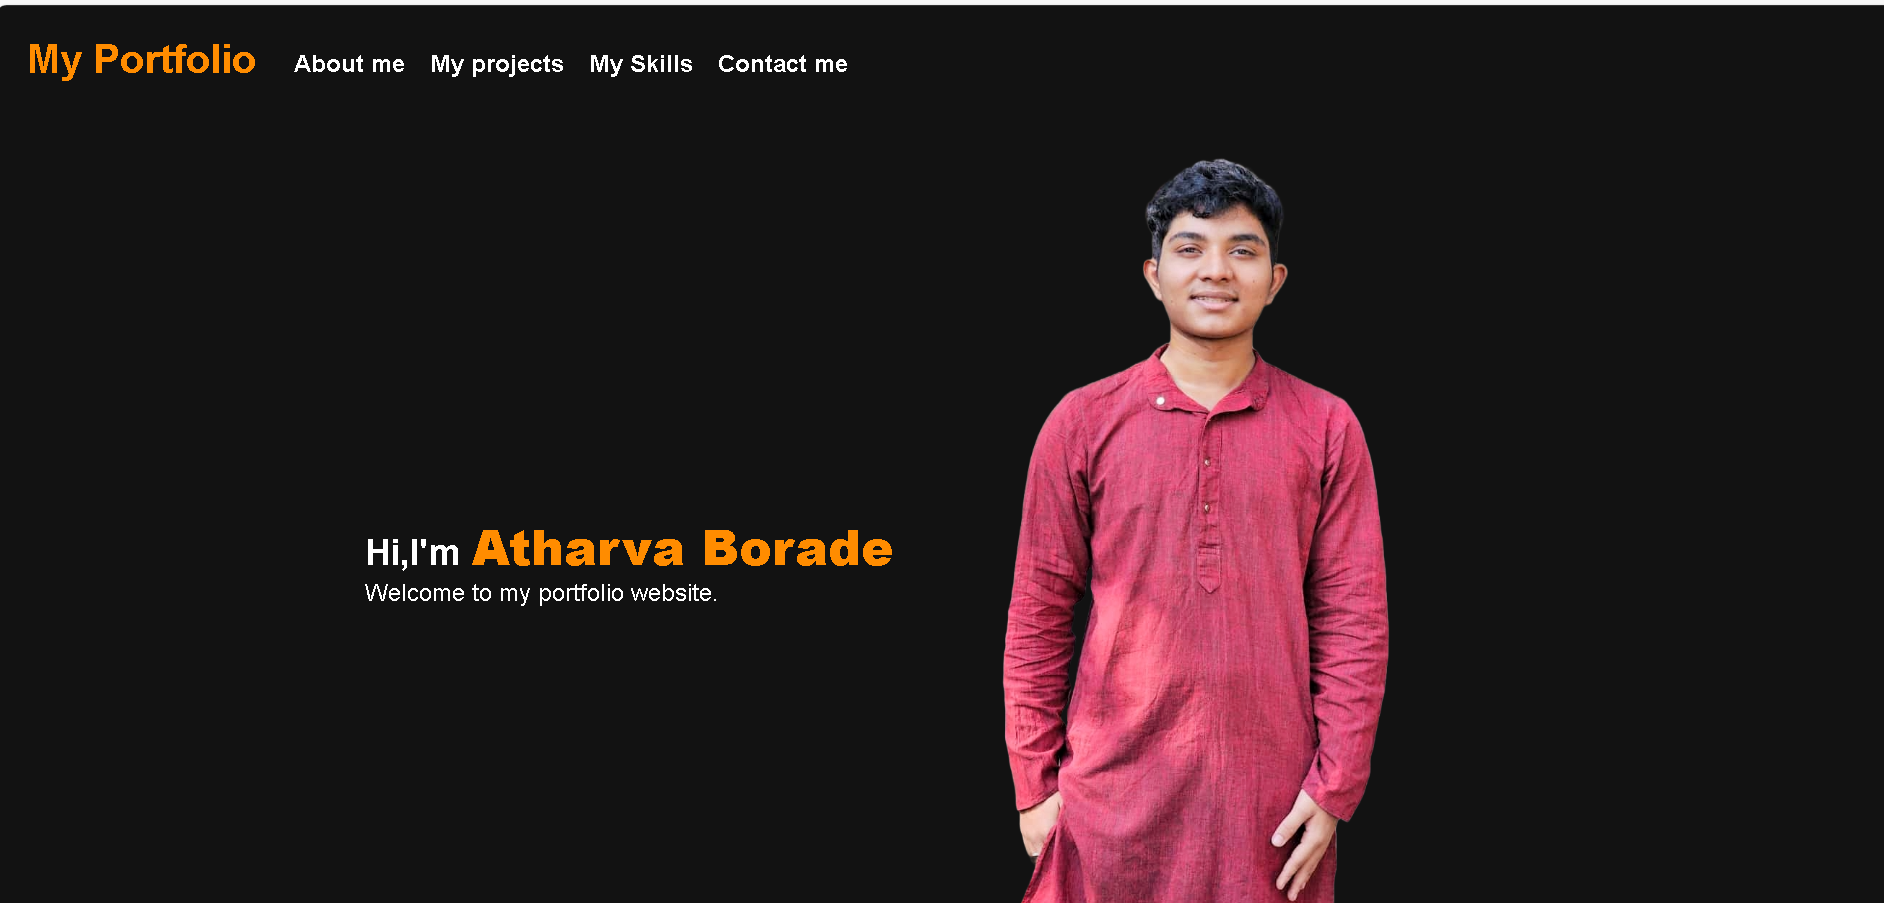 My Portfolio About me My projects My Skills Contact me
Hi,I'm Atharva Borade
Welcome to my portfolio website.